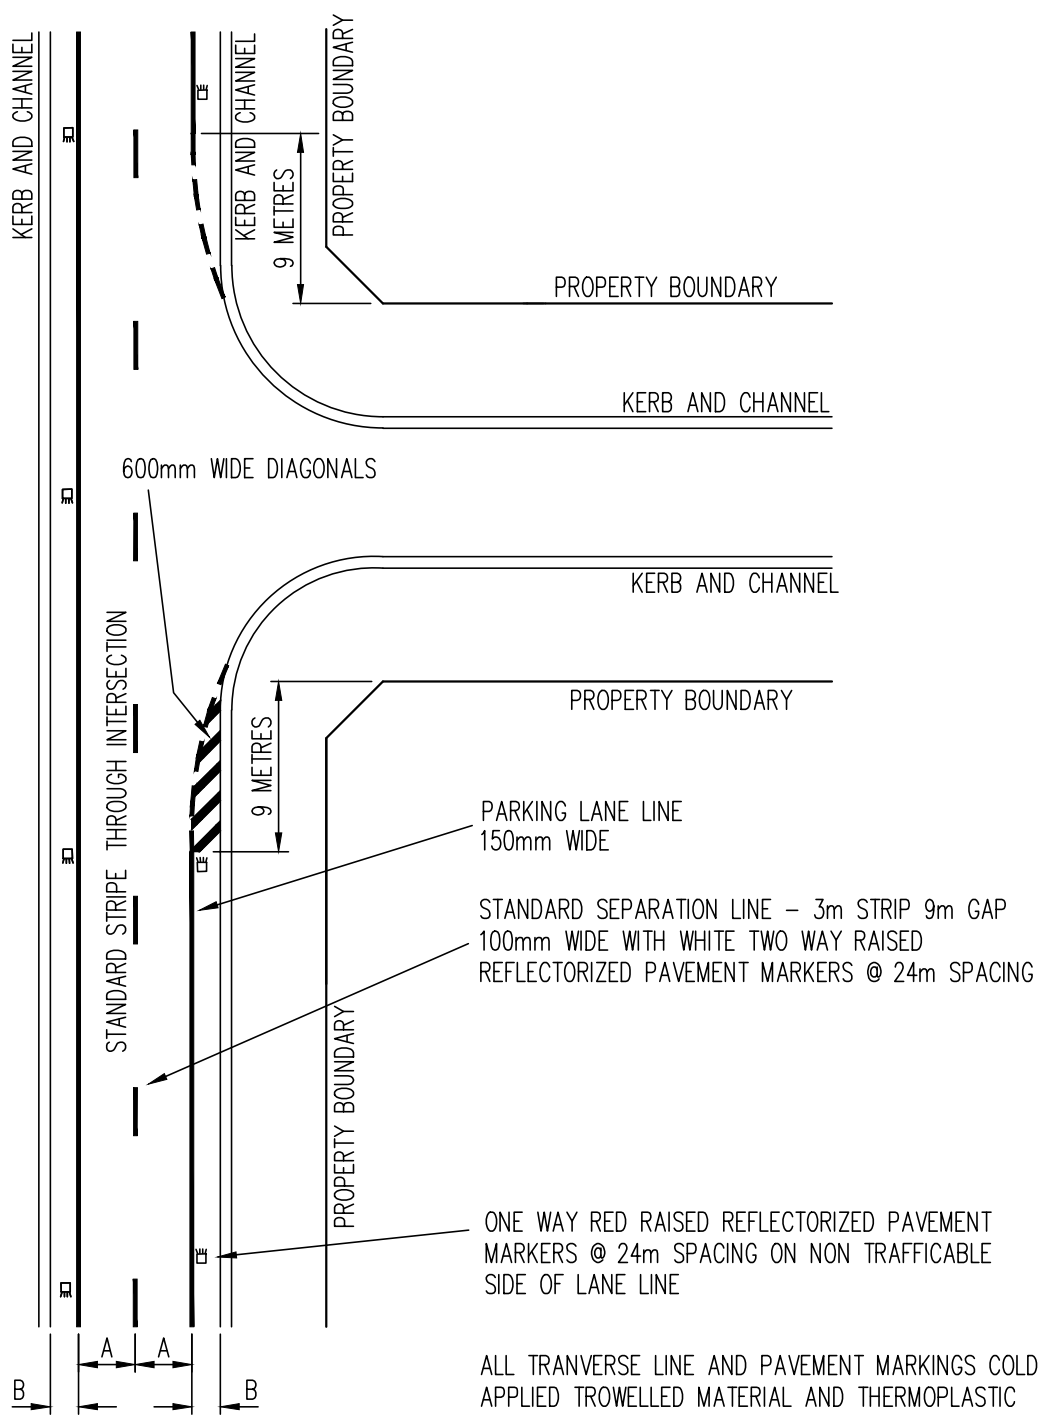 KERB AND CHANNEL
KERB AND CHANNEL
PROPERTY BOUNDARY
9 METRES
PROPERTY BOUNDARY
KERB AND CHANNEL
600mm WIDE DIAGONALS
KERB AND CHANNEL
STANDARD STRIPE THROUGH INTERSECTION
PROPERTY BOUNDARY
9 METRES
PARKING LANE LINE
150mm WIDE
STANDARD SEPARATION LINE – 3m STRIP 9m GAP
100mm WIDE WITH WHITE TWO WAY RAISED
REFLECTORIZED PAVEMENT MARKERS @ 24m SPACING
PROPERTY BOUNDARY
ONE WAY RED RAISED REFLECTORIZED PAVEMENT
MARKERS @ 24m SPACING ON NON TRAFFICABLE
SIDE OF LANE LINE
A A
B B
ALL TRANVERSE LINE AND PAVEMENT MARKINGS COLD
APPLIED TROWELLED MATERIAL AND THERMOPLASTIC